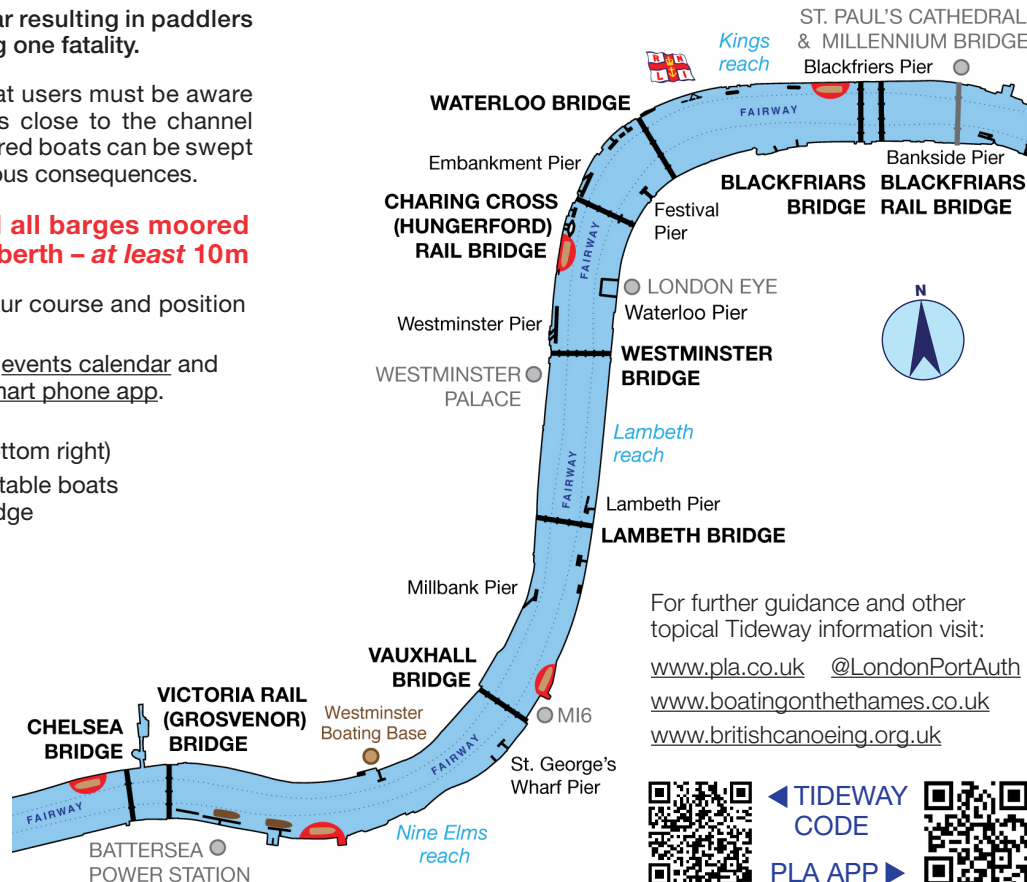 ar resulting in paddlers
g one fatality.
at users must be aware
s close to the channel
red boats can be swept
ous consequences.
l all barges moored
berth – at least 10m
ur course and position
events calendar and
mart phone app.
ttom right)
table boats
dge
ST. PAUL'S CATHEDRAL
& MILLENNIUM BRIDGE
Kings
reach
Blackfriers Pier
R N
L I
WATERLOO BRIDGE
FAIRWAY
Embankment Pier
Bankside Pier
BLACKFRIARS
BRIDGE
BLACKFRIARS
RAIL BRIDGE
CHARING CROSS
(HUNGERFORD)
RAIL BRIDGE
Festival
Pier
FAIRWAY
LONDON EYE
Waterloo Pier
N
Westminster Pier
WESTMINSTER
BRIDGE
WESTMINSTER
PALACE
Lambeth
reach
FAIRWAY
Lambeth Pier
LAMBETH BRIDGE
Millbank Pier
For further guidance and other
topical Tideway information visit:
www.pla.co.uk @LondonPortAuth
www.boatingonthethames.co.uk
www.britishcanoeing.org.uk
VAUXHALL
BRIDGE
VICTORIA RAIL
(GROSVENOR)
BRIDGE
CHELSEA
BRIDGE
Westminster
Boating Base
MI6
FAIRWAY
St. George's
Wharf Pier
FAIRWAY
Nine Elms
reach
BATTERSEA
POWER STATION
TIDEWAY
CODE
PLA APP